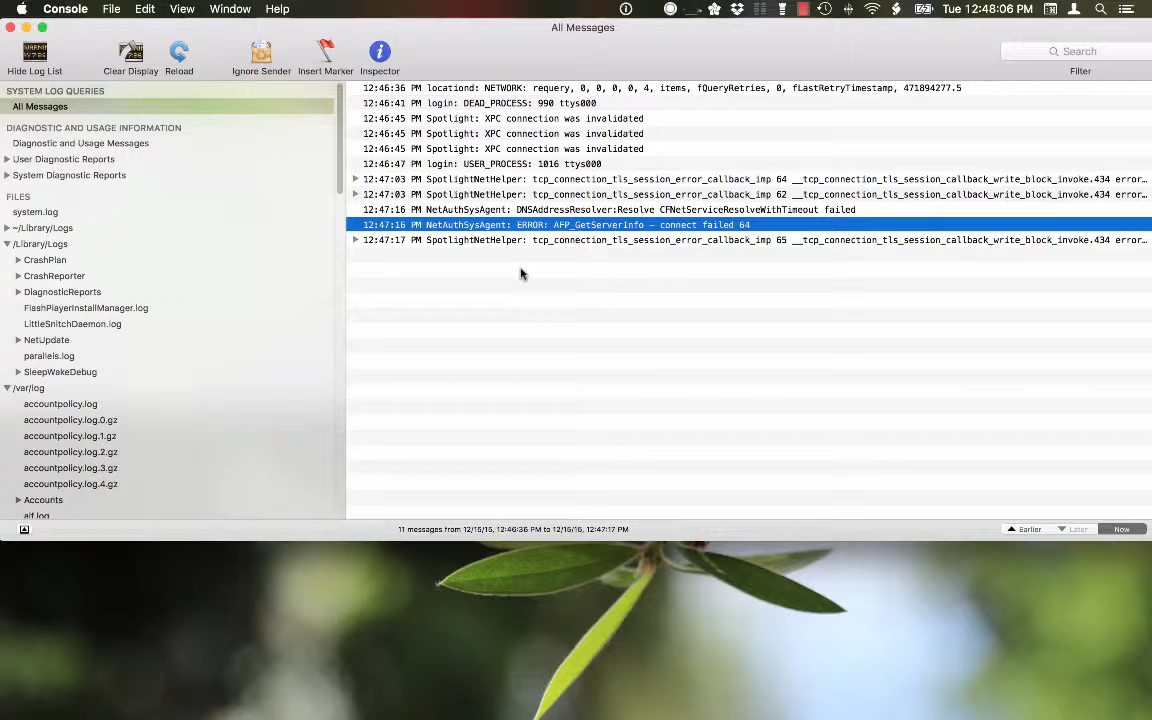 Console File Edit View Window Help Tue 12:48:06 PM
All Messages
Hide Log List Clear Display Reload Ignore Sender Insert Marker Inspector Search
Filter
SYSTEM LOG QUERIES
All Messages
DIAGNOSTIC AND USAGE INFORMATION
Diagnostic and Usage Messages
User Diagnostic Reports
System Diagnostic Reports
FILES
system.log
~/Library/Logs
/Library/Logs
CrashPlan
CrashReporter
DiagnosticReports
FlashPlayerInstallManager.log
LittleSnitchDaemon.log
NetUpdate
parallels.log
SleepWakeDebug
/var/log
accountpolicy.log
accountpolicy.log.0.gz
accountpolicy.log.1.gz
accountpolicy.log.2.gz
accountpolicy.log.3.gz
accountpolicy.log.4.gz
Accounts
alf.log
12:46:36 PM locationd: NETWORK: requery, 0, 0, 0, 0, 4, items, fQueryRetries, 0, fLastRetryTimestamp, 471894277.5
12:46:41 PM login: DEAD_PROCESS: 990 ttys000
12:46:45 PM Spotlight: XPC connection was invalidated
12:46:45 PM Spotlight: XPC connection was invalidated
12:46:45 PM Spotlight: XPC connection was invalidated
12:46:47 PM login: USER_PROCESS: 1016 ttys000
12:47:03 PM SpotlightNetHelper: tcp_connection_tls_session_error_callback_imp 64 __tcp_connection_tls_session_callback_write_block_invoke.434 error…
12:47:03 PM SpotlightNetHelper: tcp_connection_tls_session_error_callback_imp 62 __tcp_connection_tls_session_callback_write_block_invoke.434 error…
12:47:16 PM NetAuthSysAgent: DNSAddressResolver:Resolve CFNetServiceResolveWithTimeout failed
12:47:16 PM NetAuthSysAgent: ERROR: AFP_GetServerInfo – connect failed 64
12:47:17 PM SpotlightNetHelper: tcp_connection_tls_session_error_callback_imp 65 __tcp_connection_tls_session_callback_write_block_invoke.434 error…
11 messages from 12/15/15, 12:46:36 PM to 12/15/15, 12:47:17 PM
Earlier Later Now